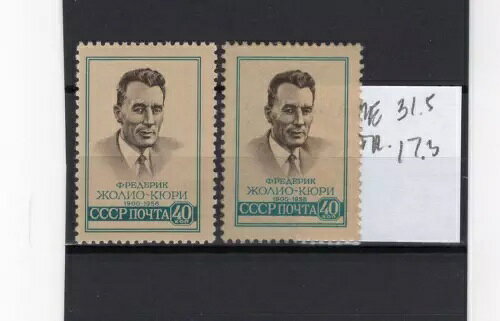 ФРЕДЕРИК
ЖОЛИО-КЮРИ
1900-1958
СССР ПОЧТА 40 КОП
ФРЕДЕРИК
ЖОЛИО-КЮРИ
1900-1958
СССР ПОЧТА 40 КОП
31.5
17.3